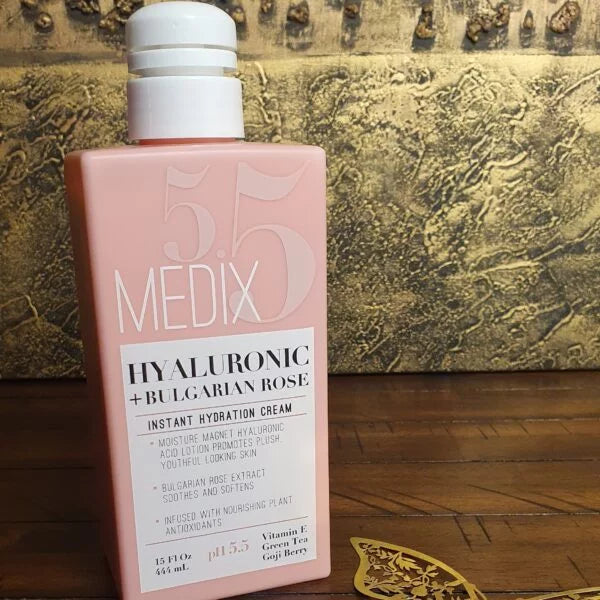 5.5
MEDIX
HYALURONIC
+ BULGARIAN ROSE
INSTANT HYDRATION CREAM
• MOISTURE MAGNET HYALURONIC
ACID LOTION PROMOTES PLUSH,
YOUTHFUL LOOKING SKIN
• BULGARIAN ROSE EXTRACT
SOOTHES AND SOFTENS
• INFUSED WITH NOURISHING PLANT
ANTIOXIDANTS
15 Fl Oz
444 mL
pH 5.5
Vitamin E
Green Tea
Goji Berry